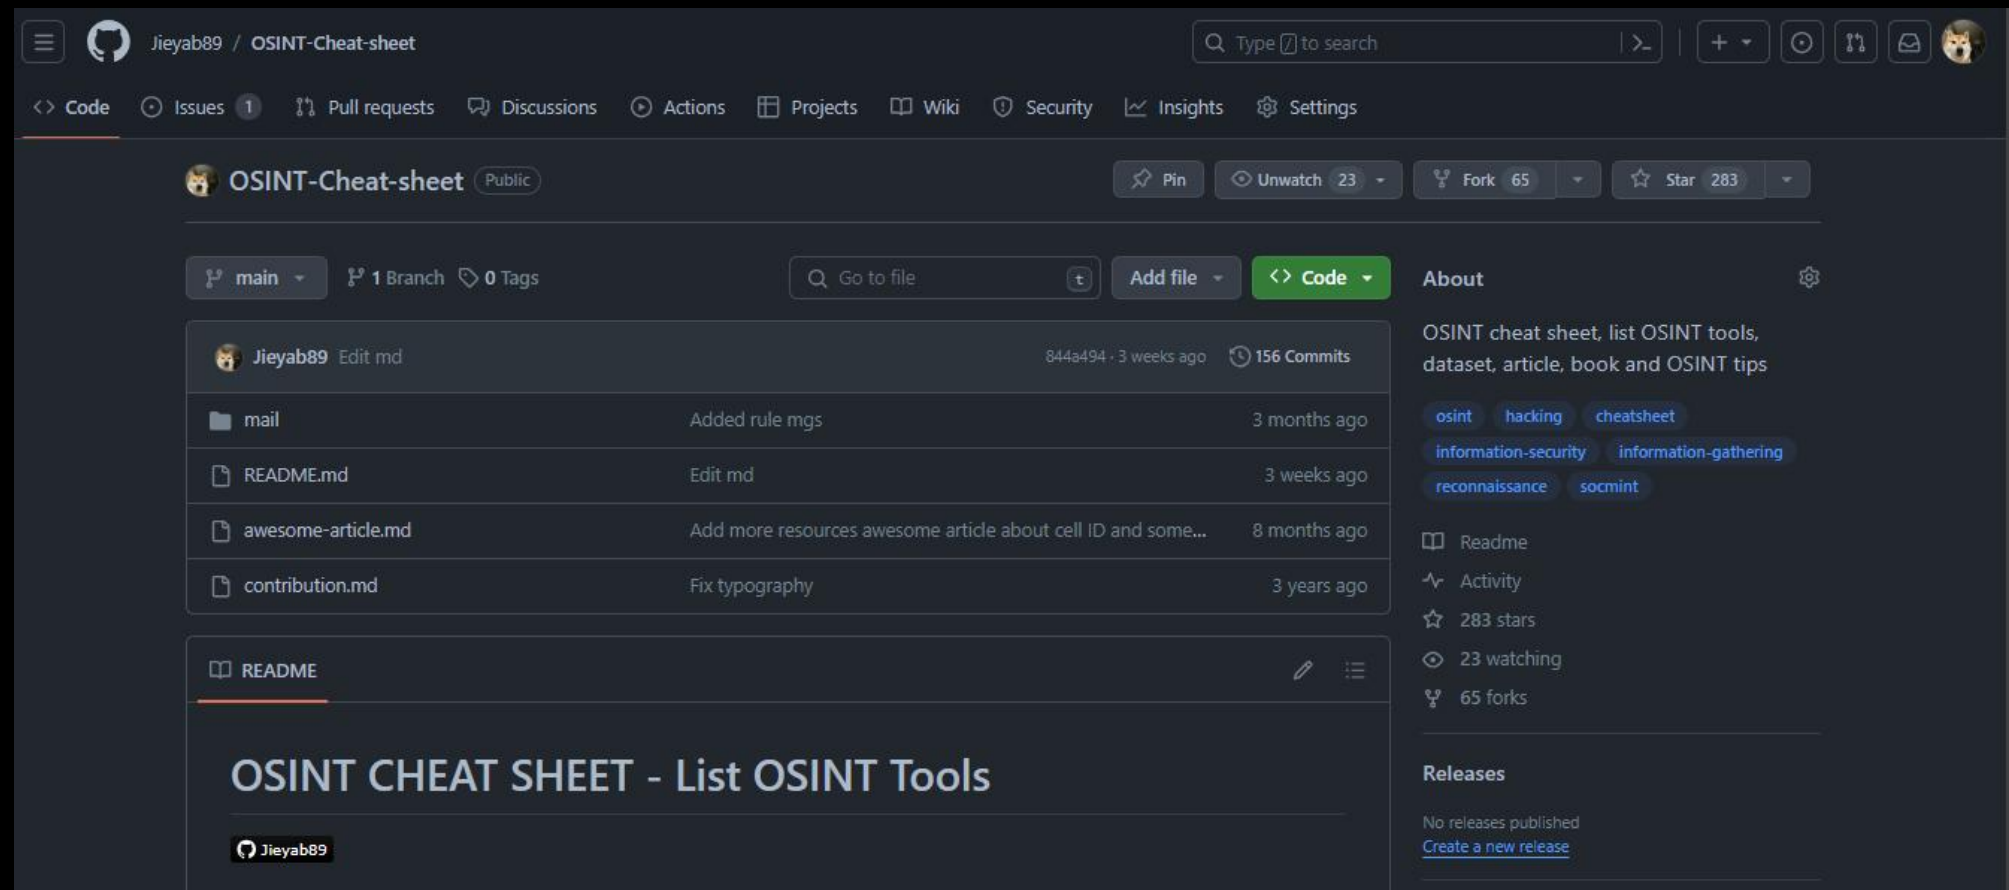 Jieyab89 / OSINT-Cheat-sheet
Type / to search
Code Issues 1 Pull requests Discussions Actions Projects Wiki Security Insights Settings
OSINT-Cheat-sheet Public
Pin Unwatch 23 Fork 65 Star 283
main 1 Branch 0 Tags Go to file t Add file Code
Jieyab89 Edit md 844a494 · 3 weeks ago 156 Commits
mail Added rule mgs 3 months ago
README.md Edit md 3 weeks ago
awesome-article.md Add more resources awesome article about cell ID and some... 8 months ago
contribution.md Fix typography 3 years ago
README
OSINT CHEAT SHEET - List OSINT Tools
Jieyab89
About
OSINT cheat sheet, list OSINT tools,
dataset, article, book and OSINT tips
osint hacking cheatsheet
information-security information-gathering
reconnaissance socmint
Readme
Activity
283 stars
23 watching
65 forks
Releases
No releases published
Create a new release